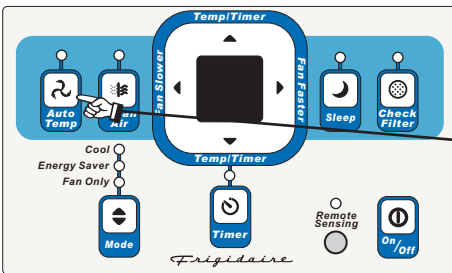 Temp/Timer
Fan Slower
Fan Faster
Auto
Temp
Air
Sleep
Check
Filter
Temp/Timer
Cool
Energy Saver
Fan Only
Mode
Timer
Remote
Sensing
On/Off
Frigidaire